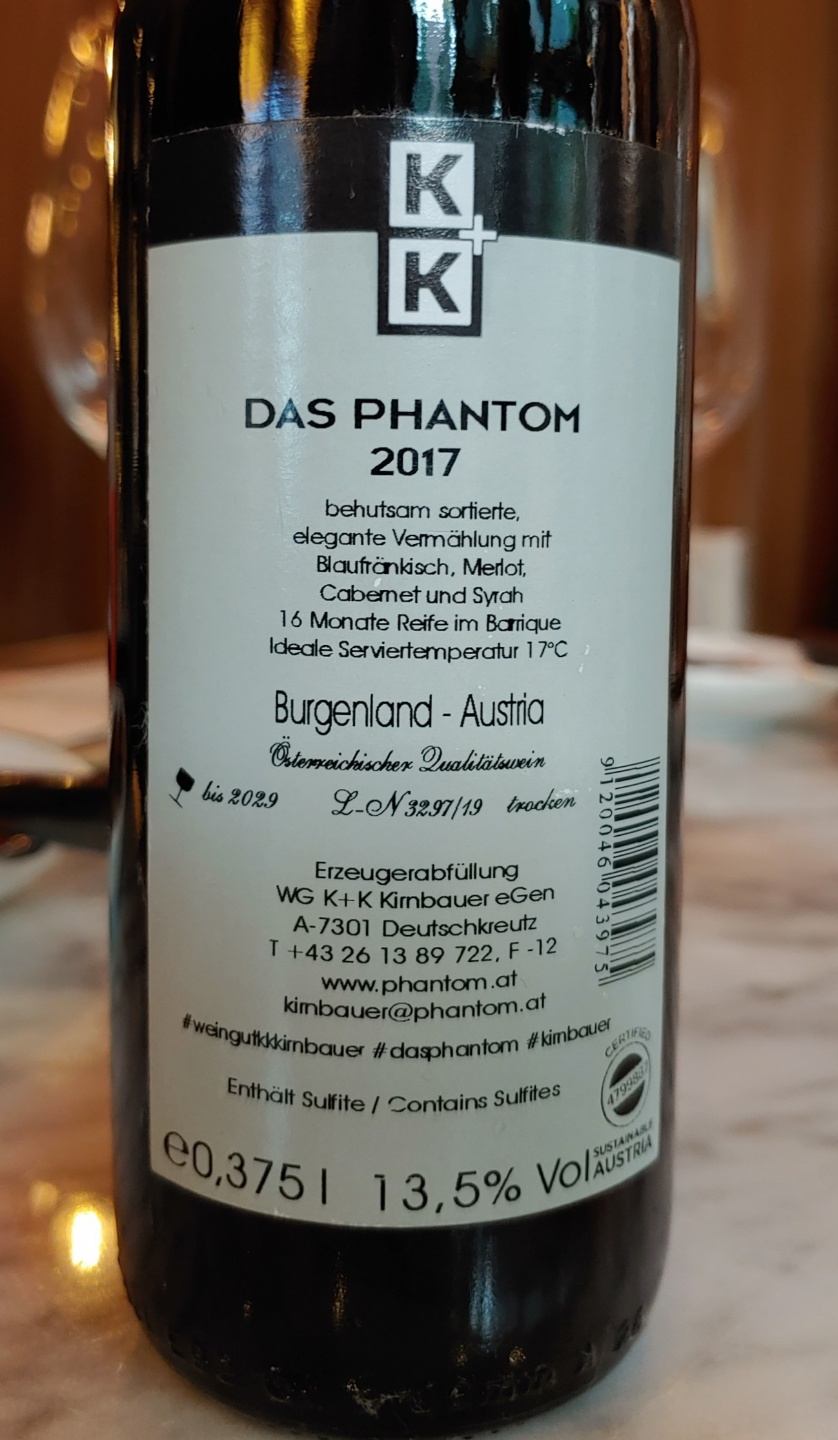 K
+
K
DAS PHANTOM
2017
behutsam sortierte,
elegante Vermählung mit
Blaufränkisch, Merlot,
Cabernet und Syrah
16 Monate Reife im Barrique
Ideale Serviertemperatur 17°C
Burgenland - Austria
Österreichischer Qualitätswein
bis 2029 L-N3297/19 trocken
9120046043975
Erzeugerabfüllung
WG K+K Kirnbauer eGen
A-7301 Deutschkreutz
T +43 26 13 89 722, F -12
www.phantom.at
kirnbauer@phantom.at
#weingutkkkirnbauer #dasphantom #kirnbauer
Enthält Sulfite / Contains Sulfites
CERTIFIED
SUSTAINABLE
AUSTRIA
e0,375 l 13,5% Vol